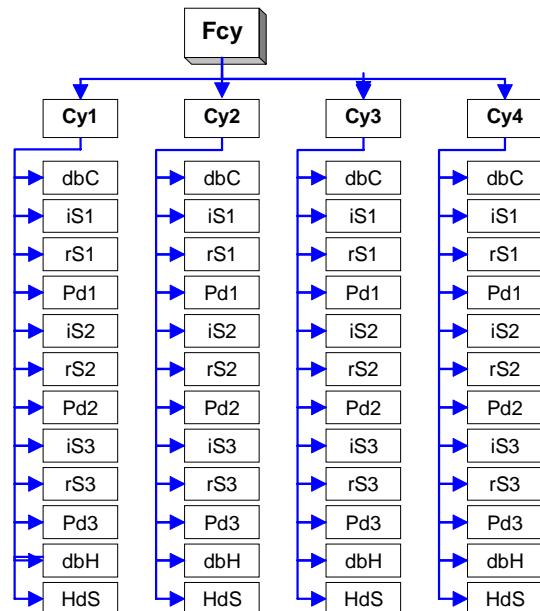 Fcy
Cy1 Cy2 Cy3 Cy4
dbC dbC dbC dbC
iS1 iS1 iS1 iS1
rS1 rS1 rS1 rS1
Pd1 Pd1 Pd1 Pd1
iS2 iS2 iS2 iS2
rS2 rS2 rS2 rS2
Pd2 Pd2 Pd2 Pd2
iS3 iS3 iS3 iS3
rS3 rS3 rS3 rS3
Pd3 Pd3 Pd3 Pd3
dbH dbH dbH dbH
HdS HdS HdS HdS